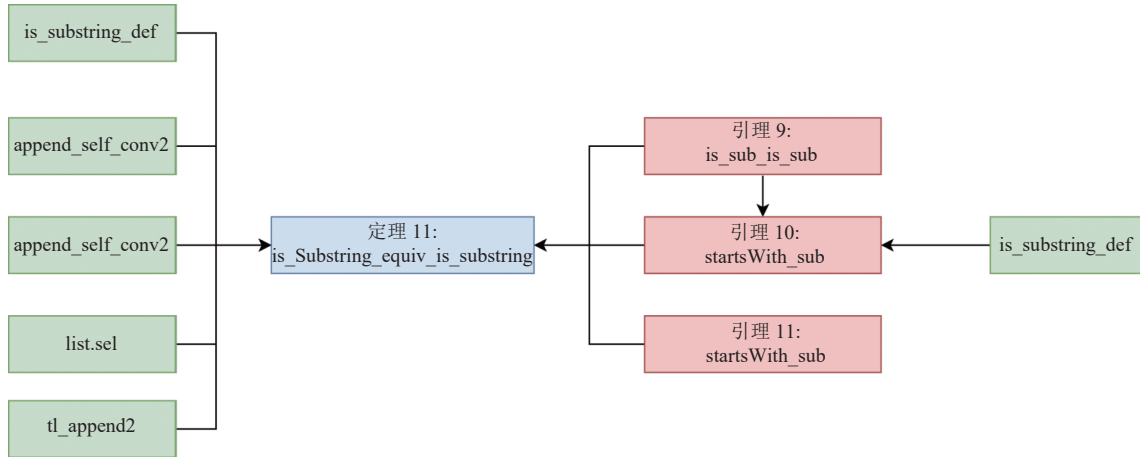 is_substring_def
append_self_conv2
append_self_conv2
list.sel
tl_append2
定理 11:
is_Substring_equiv_is_substring
引理 9:
is_sub_is_sub
引理 10:
startsWith_sub
引理 11:
startsWith_sub
is_substring_def